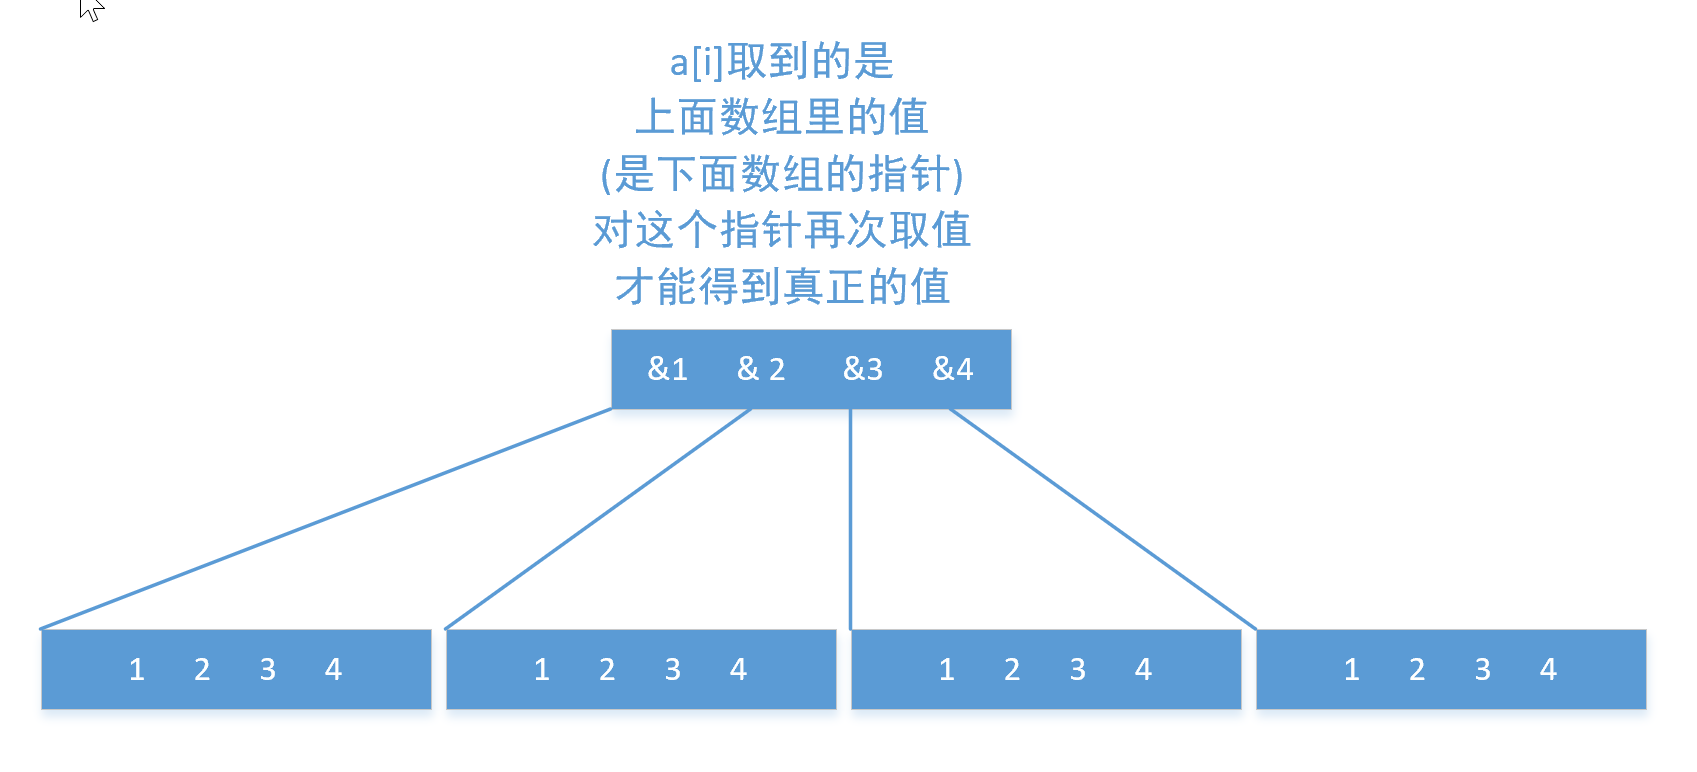 a[i]取到的是
上面数组里的值
(是下面数组的指针)
对这个指针再次取值
才能得到真正的值
&1 & 2 &3 &4
1 2 3 4 1 2 3 4 1 2 3 4 1 2 3 4